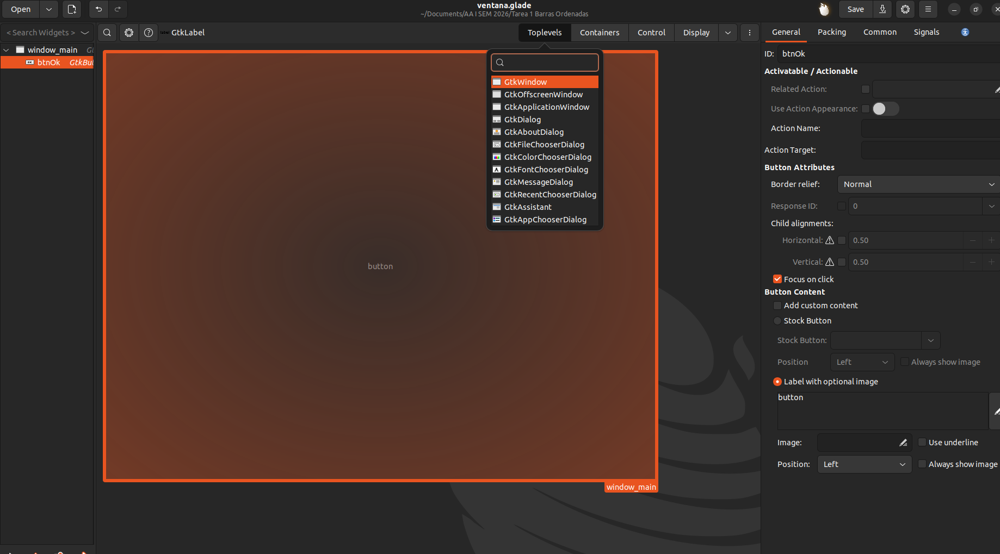 Open
ventana.glade
~/Documents/AA I SEM 2026/Tarea 1 Barras Ordenadas
Save
< Search Widgets >
label GtkLabel
Toplevels
Containers
Control
Display
General
Packing
Common
Signals
window_main
btnOk
GtkWindow
GtkOffscreenWindow
GtkApplicationWindow
GtkDialog
GtkAboutDialog
GtkFileChooserDialog
GtkColorChooserDialog
GtkFontChooserDialog
GtkMessageDialog
GtkRecentChooserDialog
GtkAssistant
GtkAppChooserDialog
button
window_main
ID: btnOk
Activatable / Actionable
Related Action:
Use Action Appearance:
Action Name:
Action Target:
Button Attributes
Border relief: Normal
Response ID: 0
Child alignments:
Horizontal: 0.50
Vertical: 0.50
Focus on click
Button Content
Add custom content
Stock Button
Stock Button:
Position Left Always show image
Label with optional image
button
Image: Use underline
Position: Left Always show image